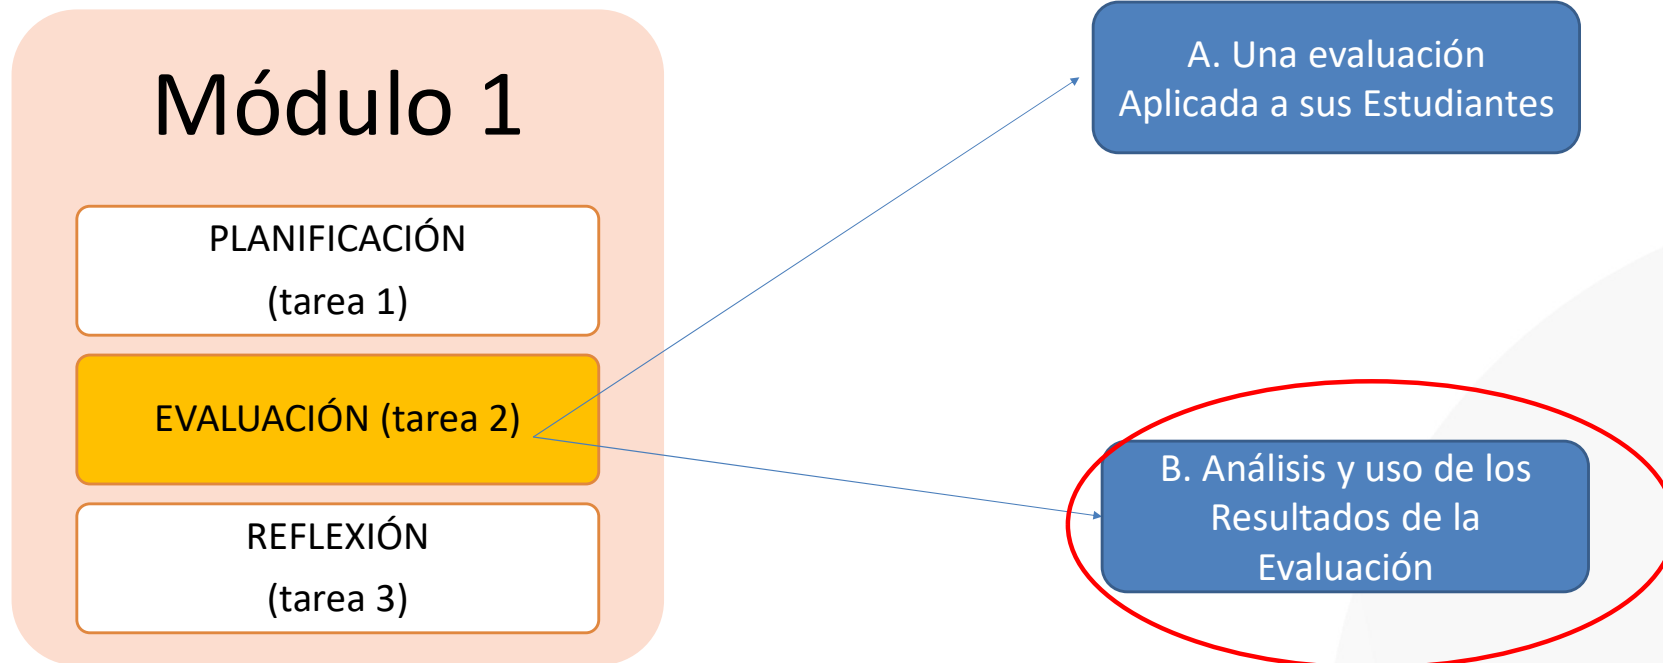 Módulo 1
PLANIFICACIÓN
(tarea 1)
EVALUACIÓN (tarea 2)
REFLEXIÓN
(tarea 3)
A. Una evaluación
Aplicada a sus Estudiantes
B. Análisis y uso de los
Resultados de la
Evaluación